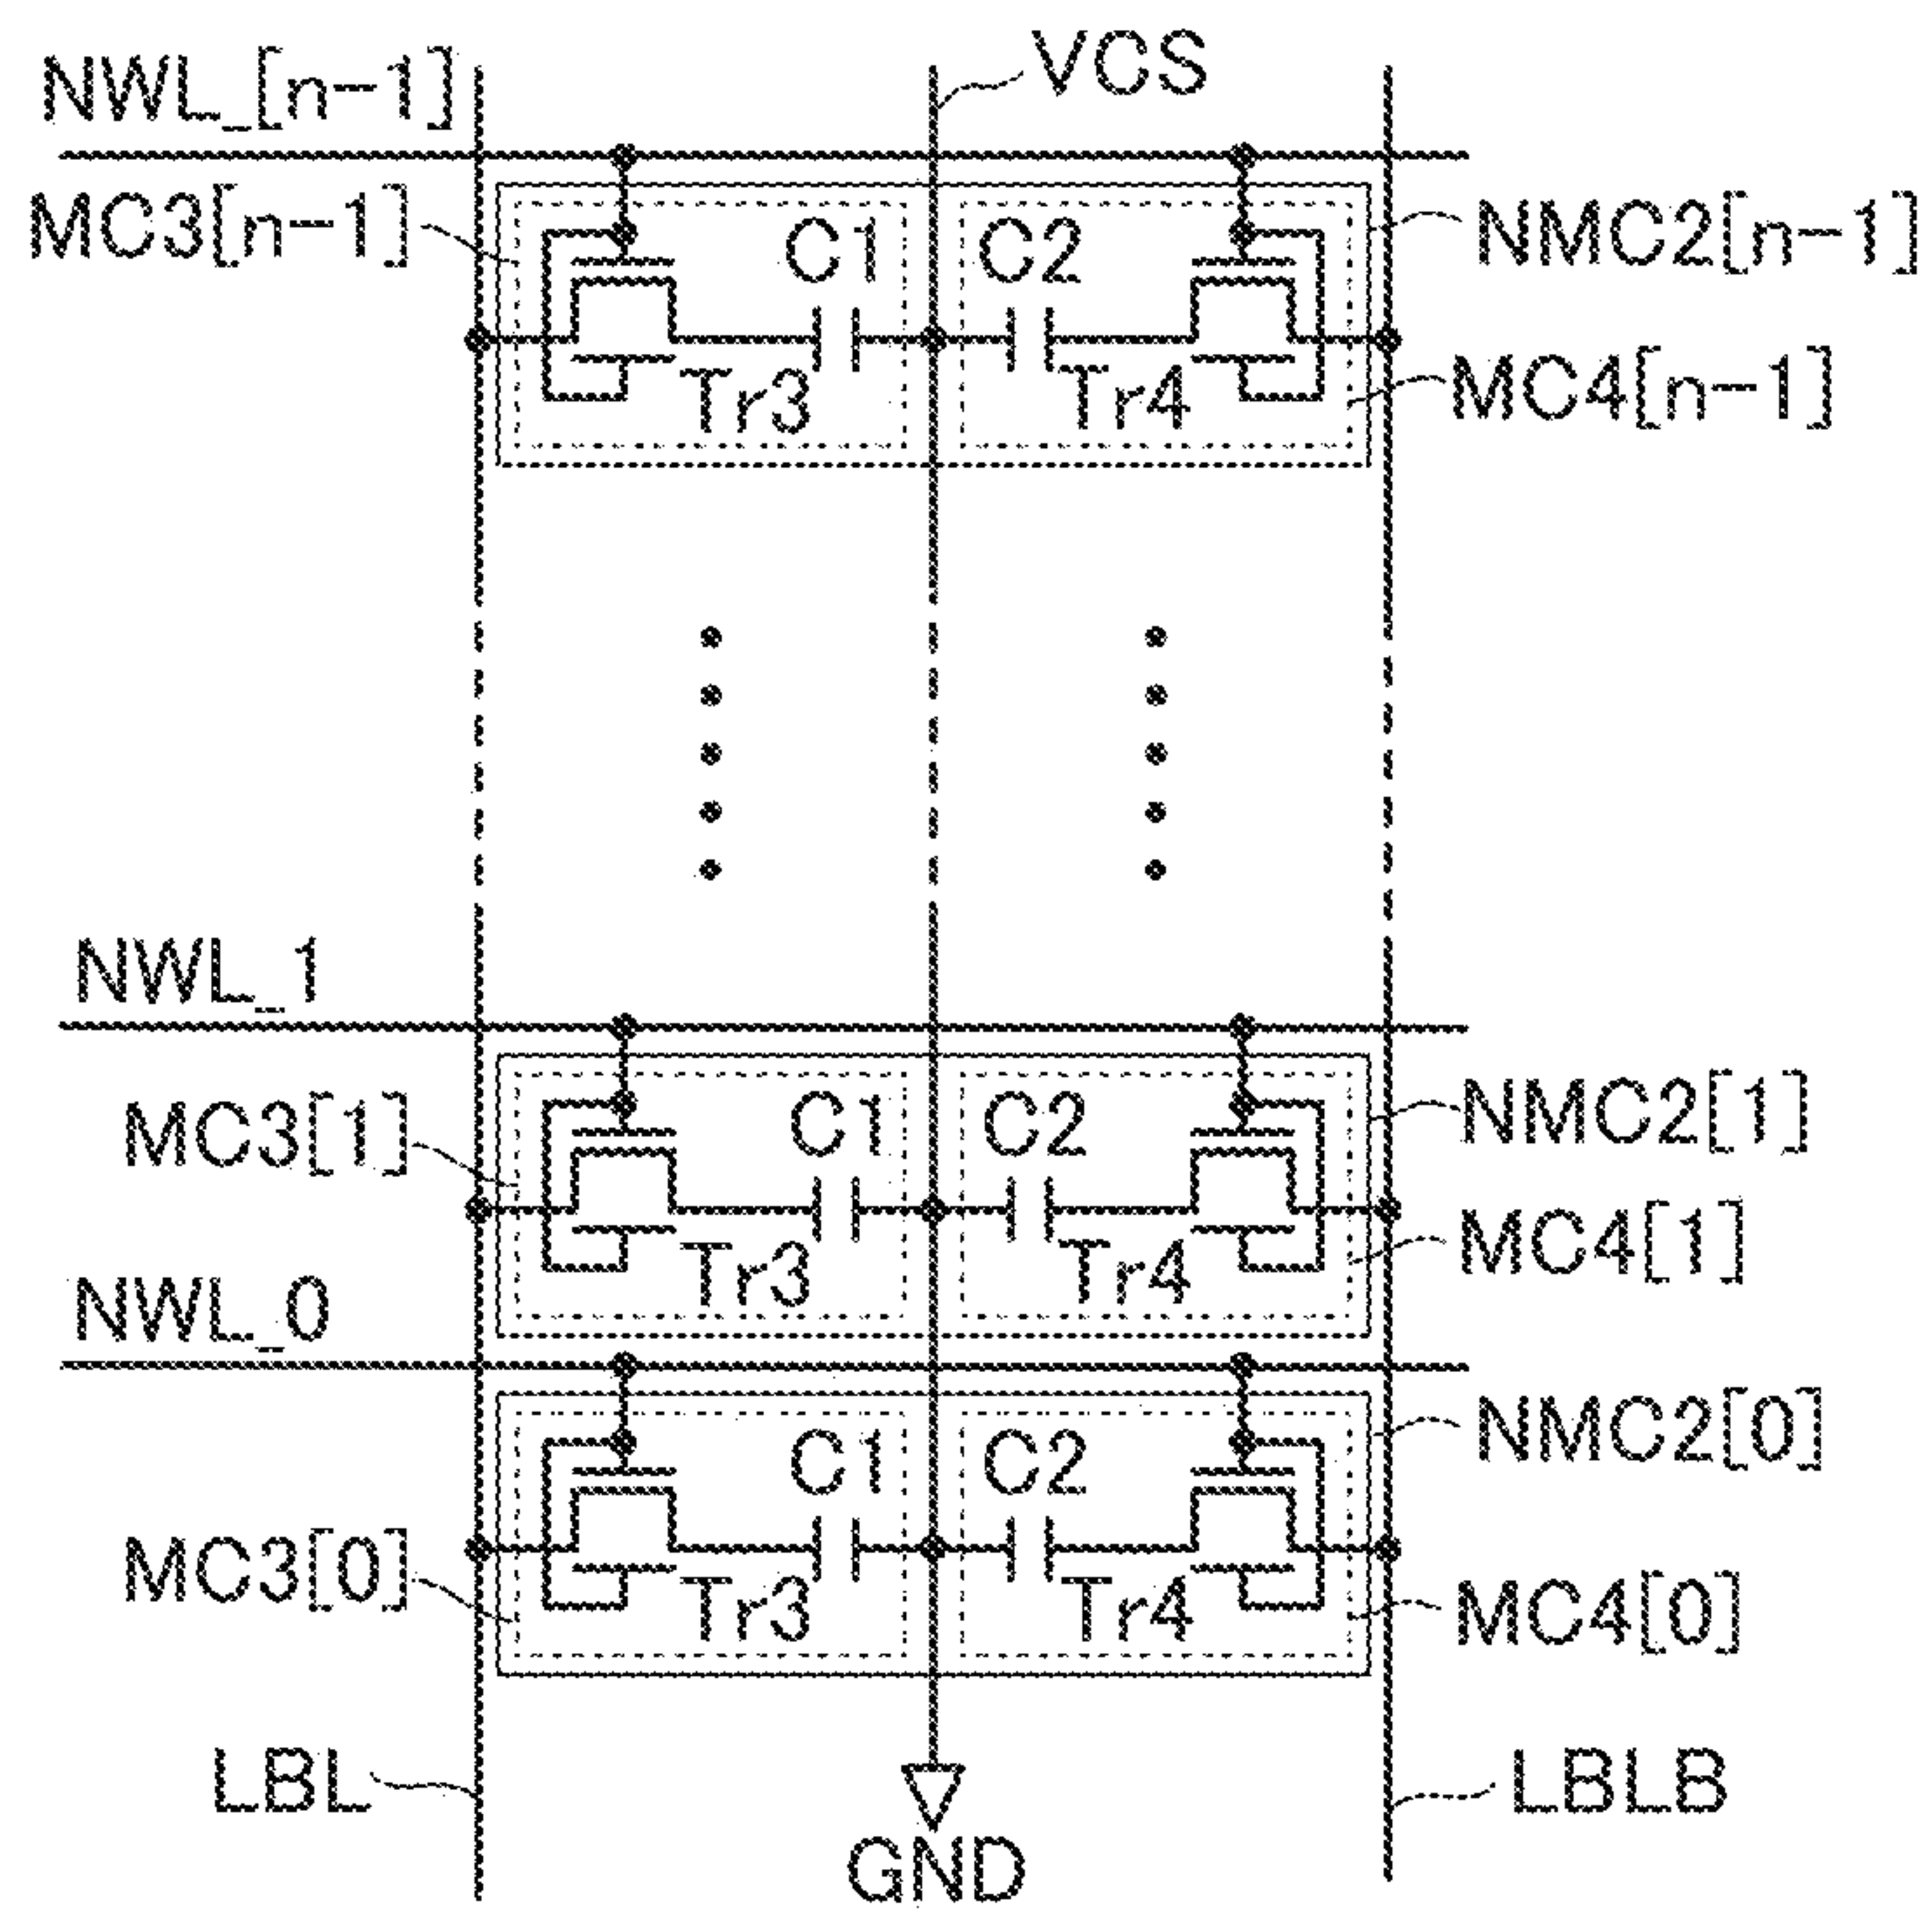 VCS
NWL_[n-1]
MC3[n-1]
C1
C2
NMC2[n-1]
Tr3
Tr4
MC4[n-1]
NWL_1
MC3[1]
C1
C2
NMC2[1]
Tr3
Tr4
MC4[1]
NWL_0
C1
C2
NMC2[0]
MC3[0]
Tr3
Tr4
MC4[0]
LBL
LBLB
GND